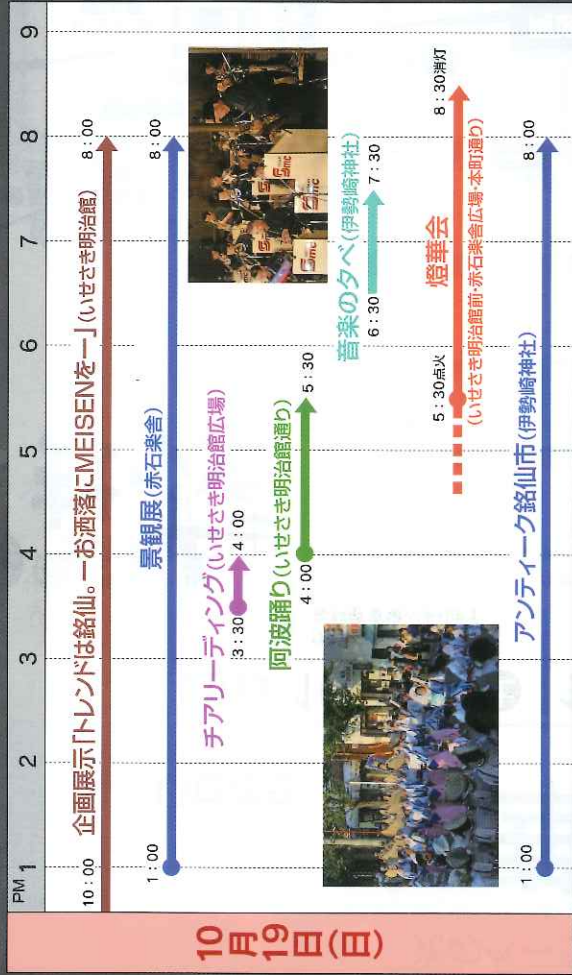 10月19日(日)
PM 1 2 3 4 5 6 7 8 9
企画展示「トレンドは銘仙。ーお洒落にMEISENをー」(いせさき明治館)
10:00 8:00
景観展(赤石楽舎)
1:00 8:00
チアリーディング(いせさき明治館広場)
3:30 4:00
阿波踊り(いせさき明治館通り)
4:00 5:30
音楽の夕べ(伊勢崎神社)
6:30 7:30
燈華会
5:30点火 8:30消灯
(いせさき明治館前・赤石楽舎広場・本町通り)
アンティーク銘仙市(伊勢崎神社)
1:00 8:00
smc
smc
smc